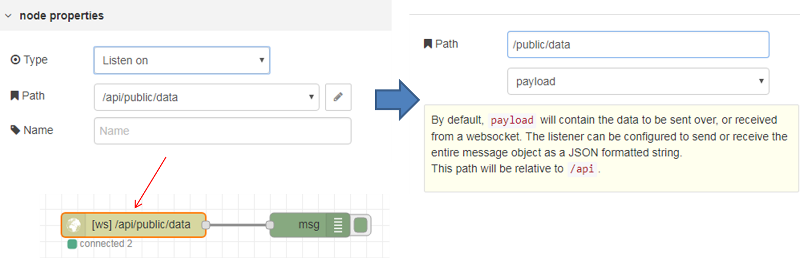 node properties
Type
Listen on
Path
/api/public/data
Name
Name
[ws] /api/public/data
msg
connected 2
Path
/public/data
payload
By default, payload will contain the data to be sent over, or received
from a websocket. The listener can be configured to send or receive the
entire message object as a JSON formatted string.
This path will be relative to /api.